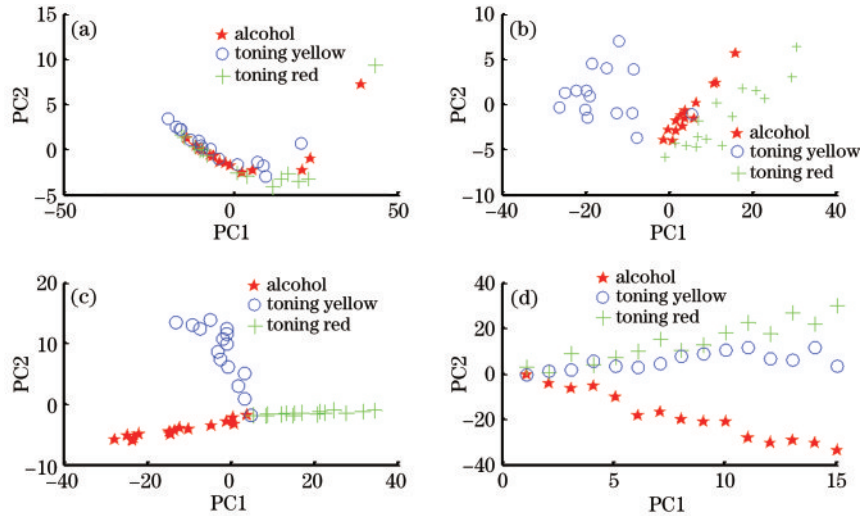 (a)
alcohol
toning yellow
toning red
15
10
5
0
−5
−50
0
50
PC1
PC2
(b)
alcohol
toning yellow
toning red
10
5
0
−5
−10
−40
−20
0
20
40
PC1
PC2
(c)
alcohol
toning yellow
toning red
20
10
0
−10
−40
−20
0
20
40
PC1
PC2
(d)
alcohol
toning yellow
toning red
40
20
0
−20
−40
0
5
10
15
PC1
PC2